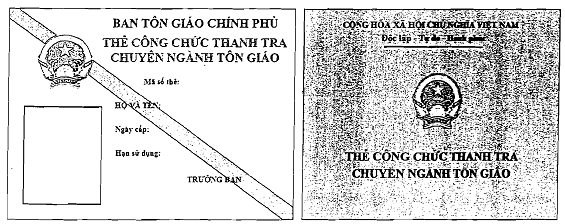 BAN TÔN GIÁO CHÍNH PHỦ
THẺ CÔNG CHỨC THANH TRA
CHUYÊN NGÀNH TÔN GIÁO
Mã số thẻ:
HỌ VÀ TÊN:
Ngày cấp:
Hạn sử dụng:
TRƯỞNG BAN
CỘNG HÒA XÃ HỘI CHỦ NGHĨA VIỆT NAM
Độc lập - Tự do - Hạnh phúc
THẺ CÔNG CHỨC THANH TRA
CHUYÊN NGÀNH TÔN GIÁO